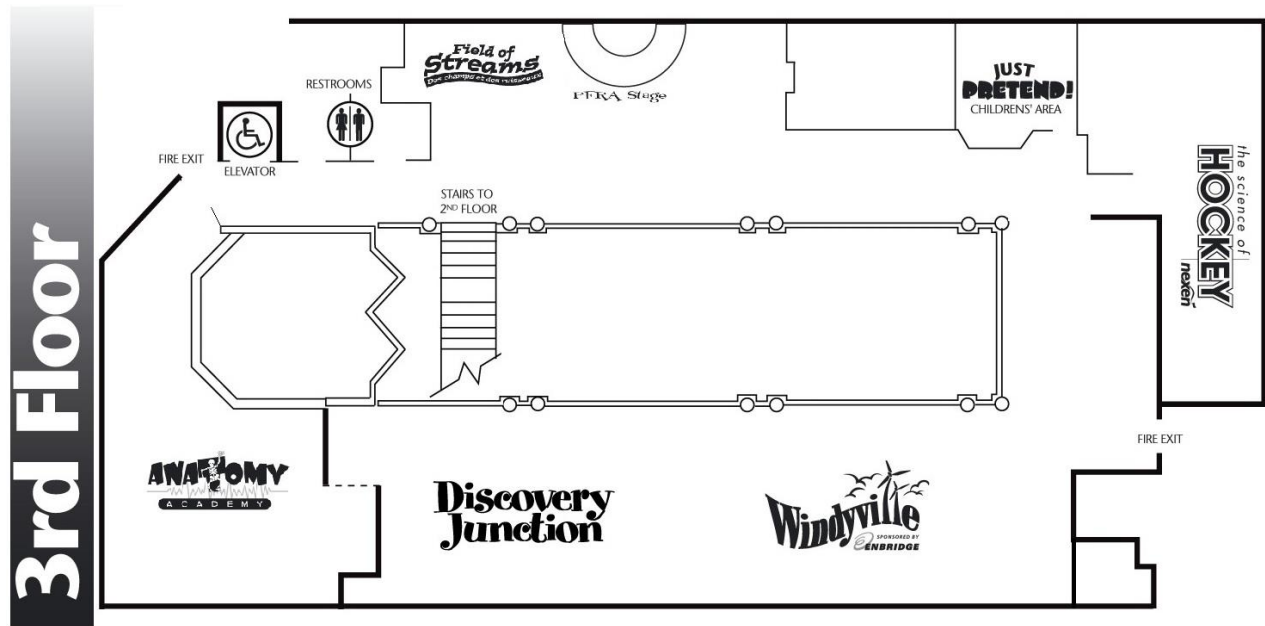 3rd Floor
Field of
Streams
RESTROOMS
Stage
JUST
PRETEND!
CHILDRENS' AREA
FIRE EXIT
ELEVATOR
STAIRS TO
2ND FLOOR
the science of
HOCKEY
nexen
FIRE EXIT
ANATOMY
ACADEMY
Discovery
Junction
Windyville
SPONSORED BY
ENBRIDGE